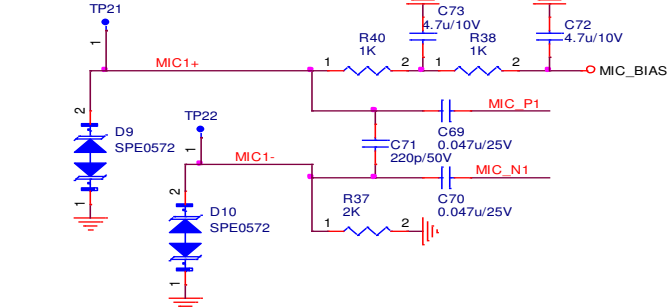 TP21
1
MIC1+
2
D9
SPE0572
1
R40
1K
1
2
C73
4.7u/10V
R38
1K
1
2
C72
4.7u/10V
MIC_BIAS
TP22
1
MIC1-
2
D10
SPE0572
1
C71
220p/50V
MIC_P1
C69
0.047u/25V
MIC_N1
C70
0.047u/25V
R37
2K
1
2